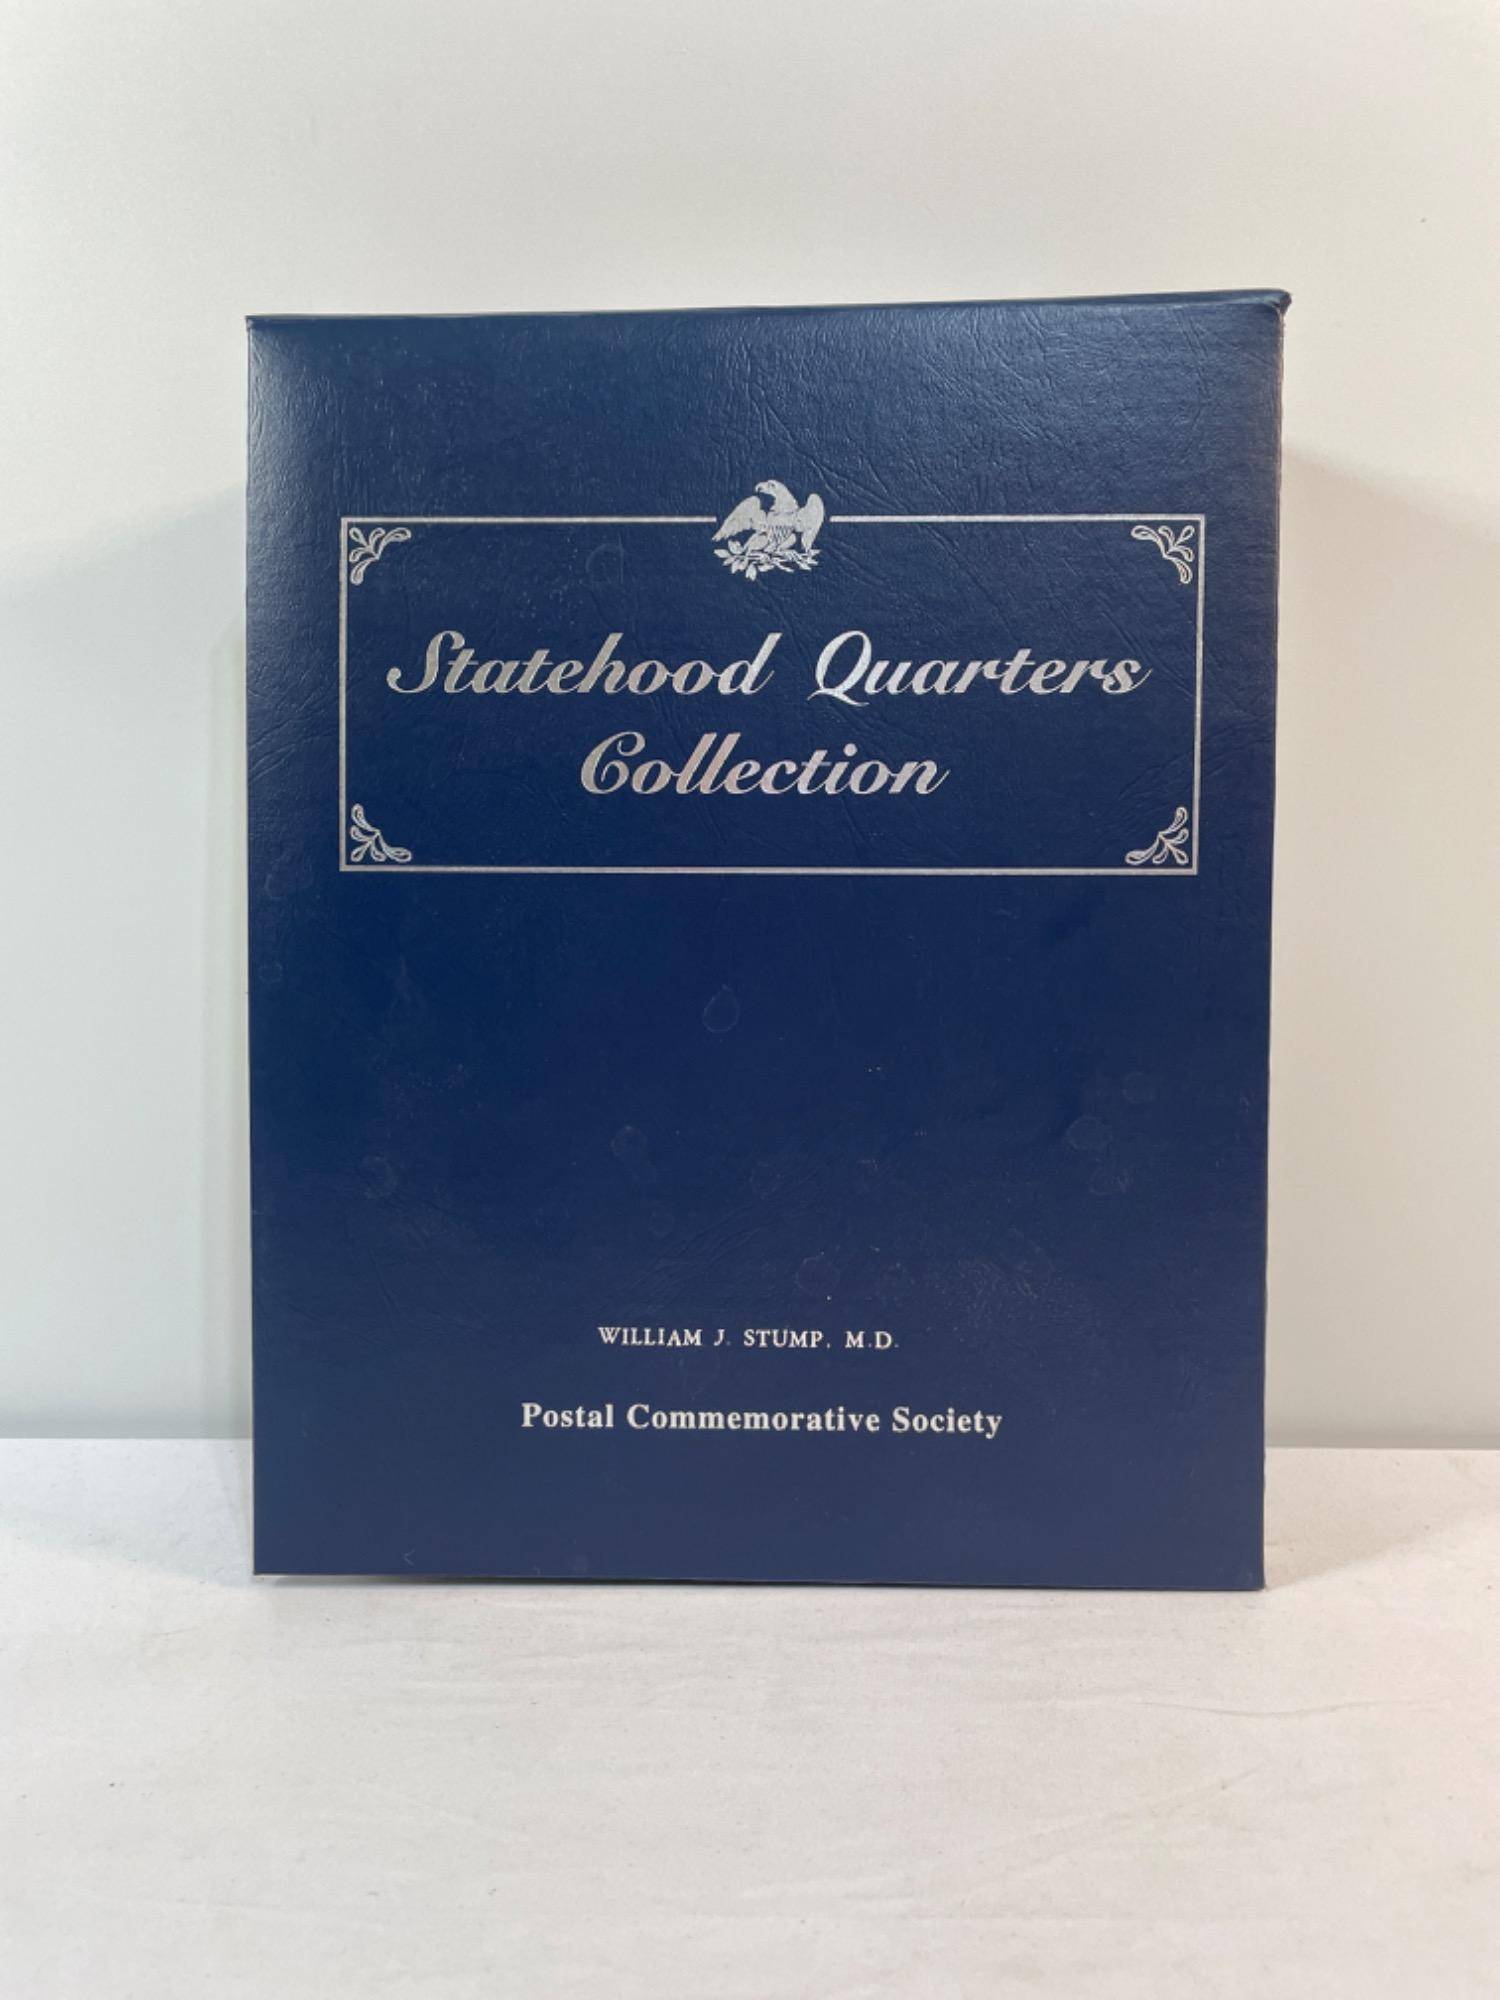 Statehood Quarters
Collection
WILLIAM J. STUMP, M.D.
Postal Commemorative Society